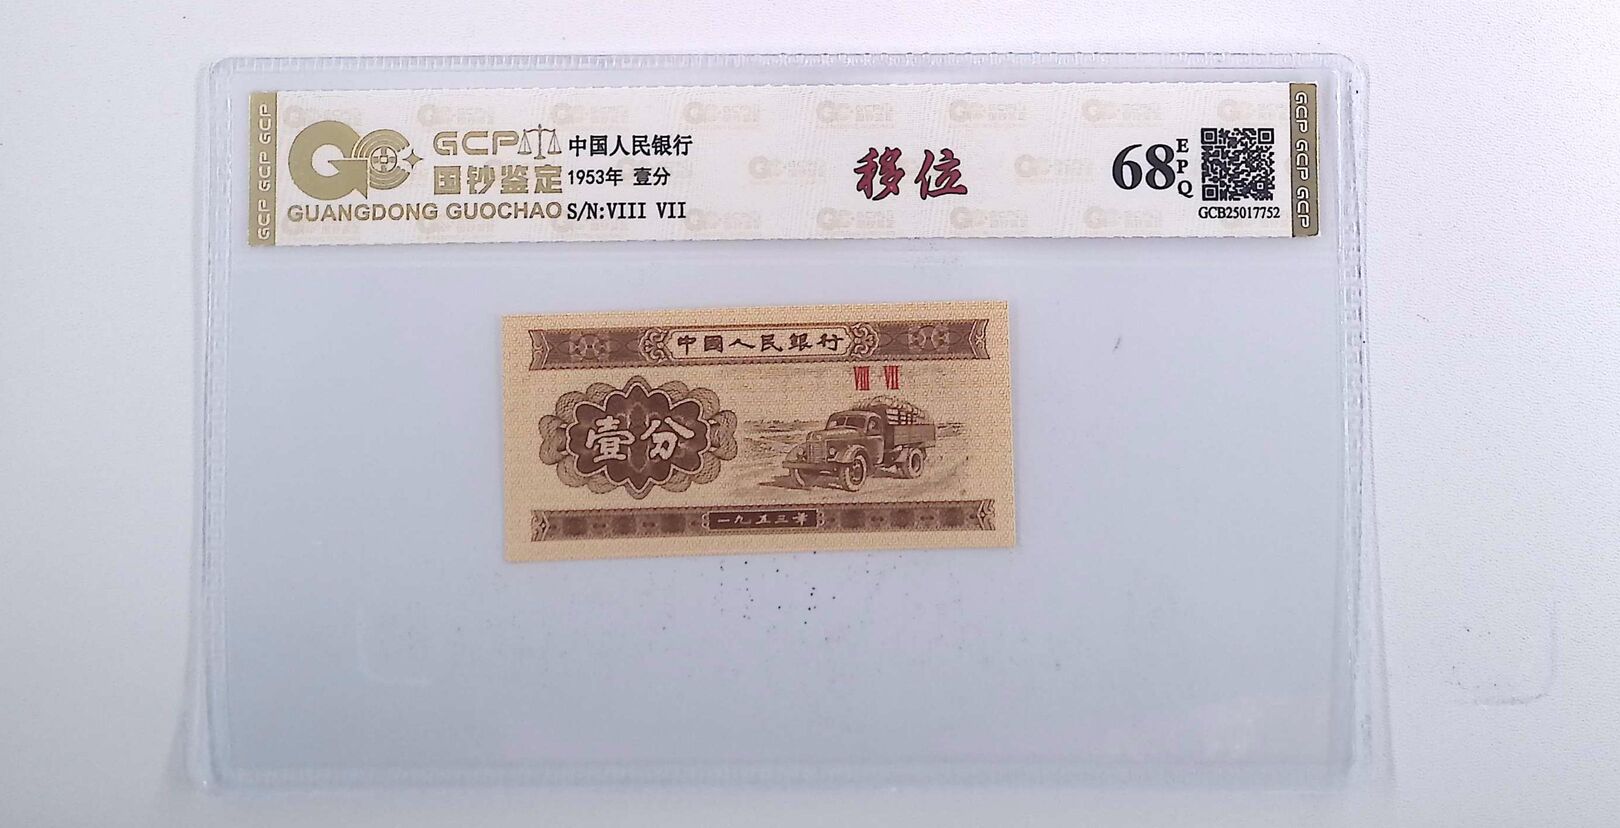 GCP GCP GCP
GCP
国钞鉴定
GUANGDONG GUOCHAO
中国人民银行
1953年 壹分
S/N:VIII VII
移位
68
EPQ
GCB25017752
GCP GCP GCP
中國人民銀行
VIII VII
壹分
一九五三年